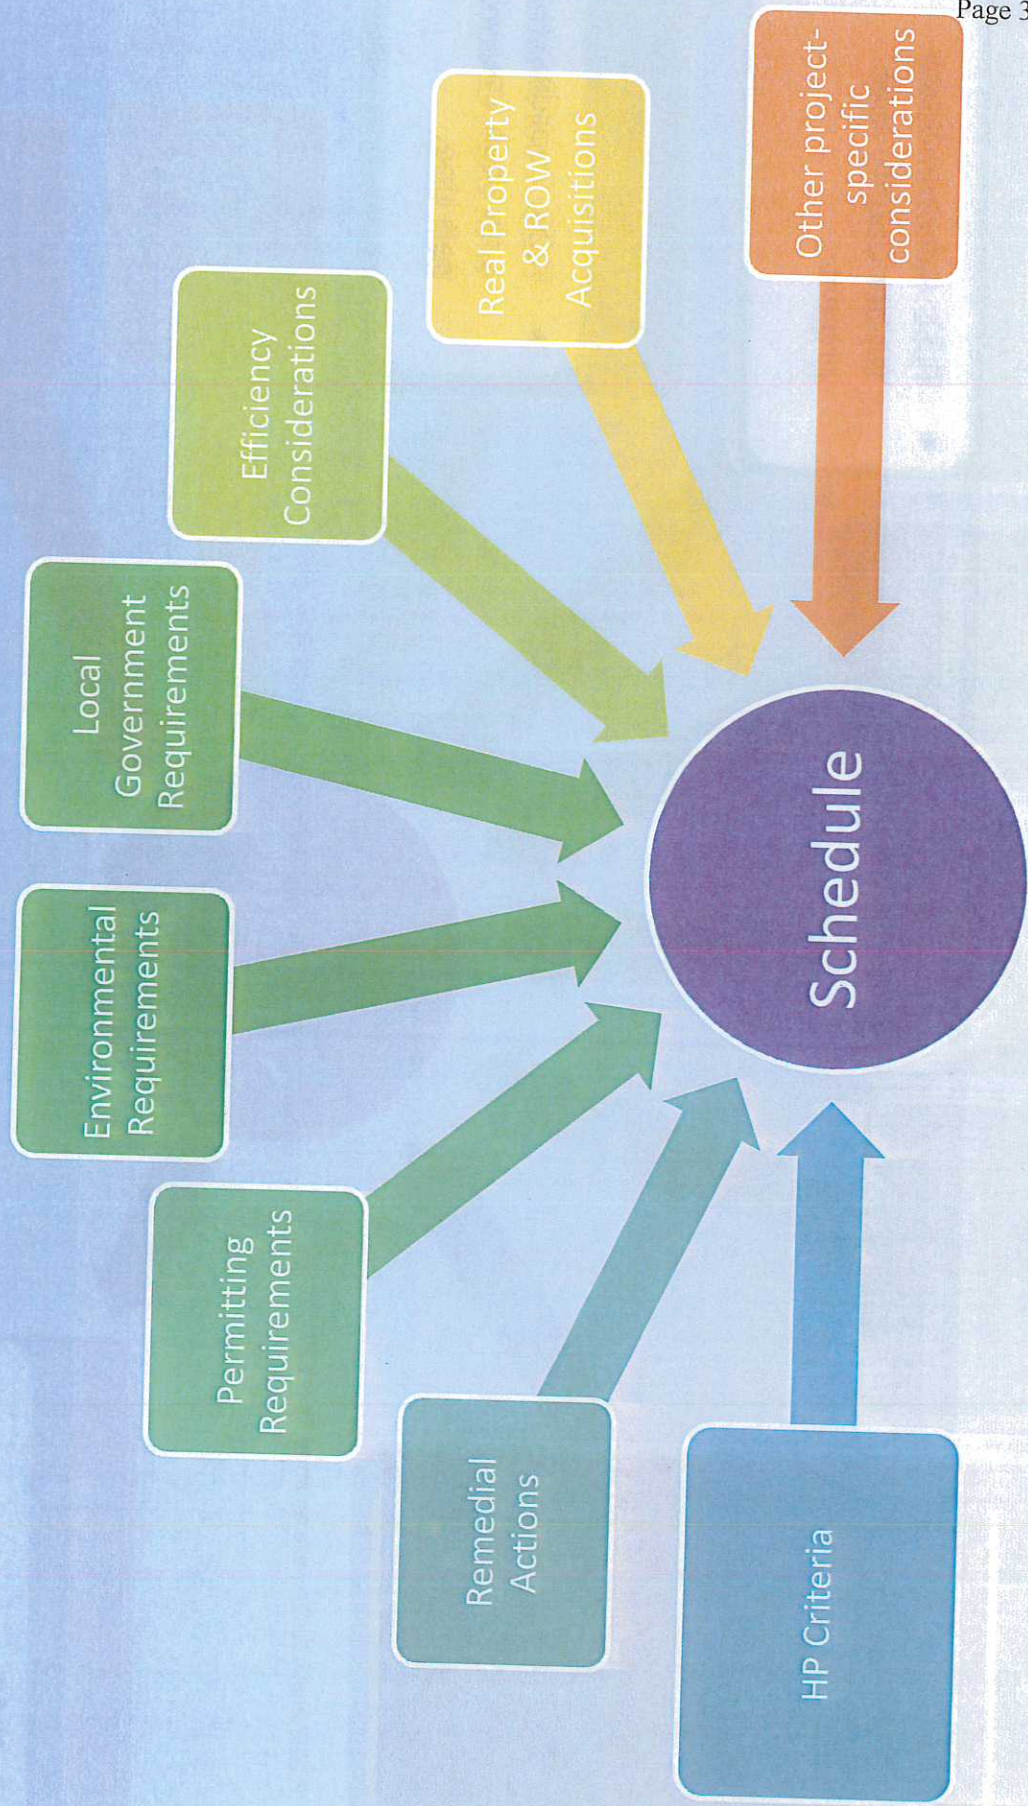 Page 3
HP Criteria
Remedial
Actions
Permitting
Requirements
Environmental
Requirements
Local
Government
Requirements
Efficiency
Considerations
Real Property
& ROW
Acquisitions
Other project-
specific
considerations
Schedule